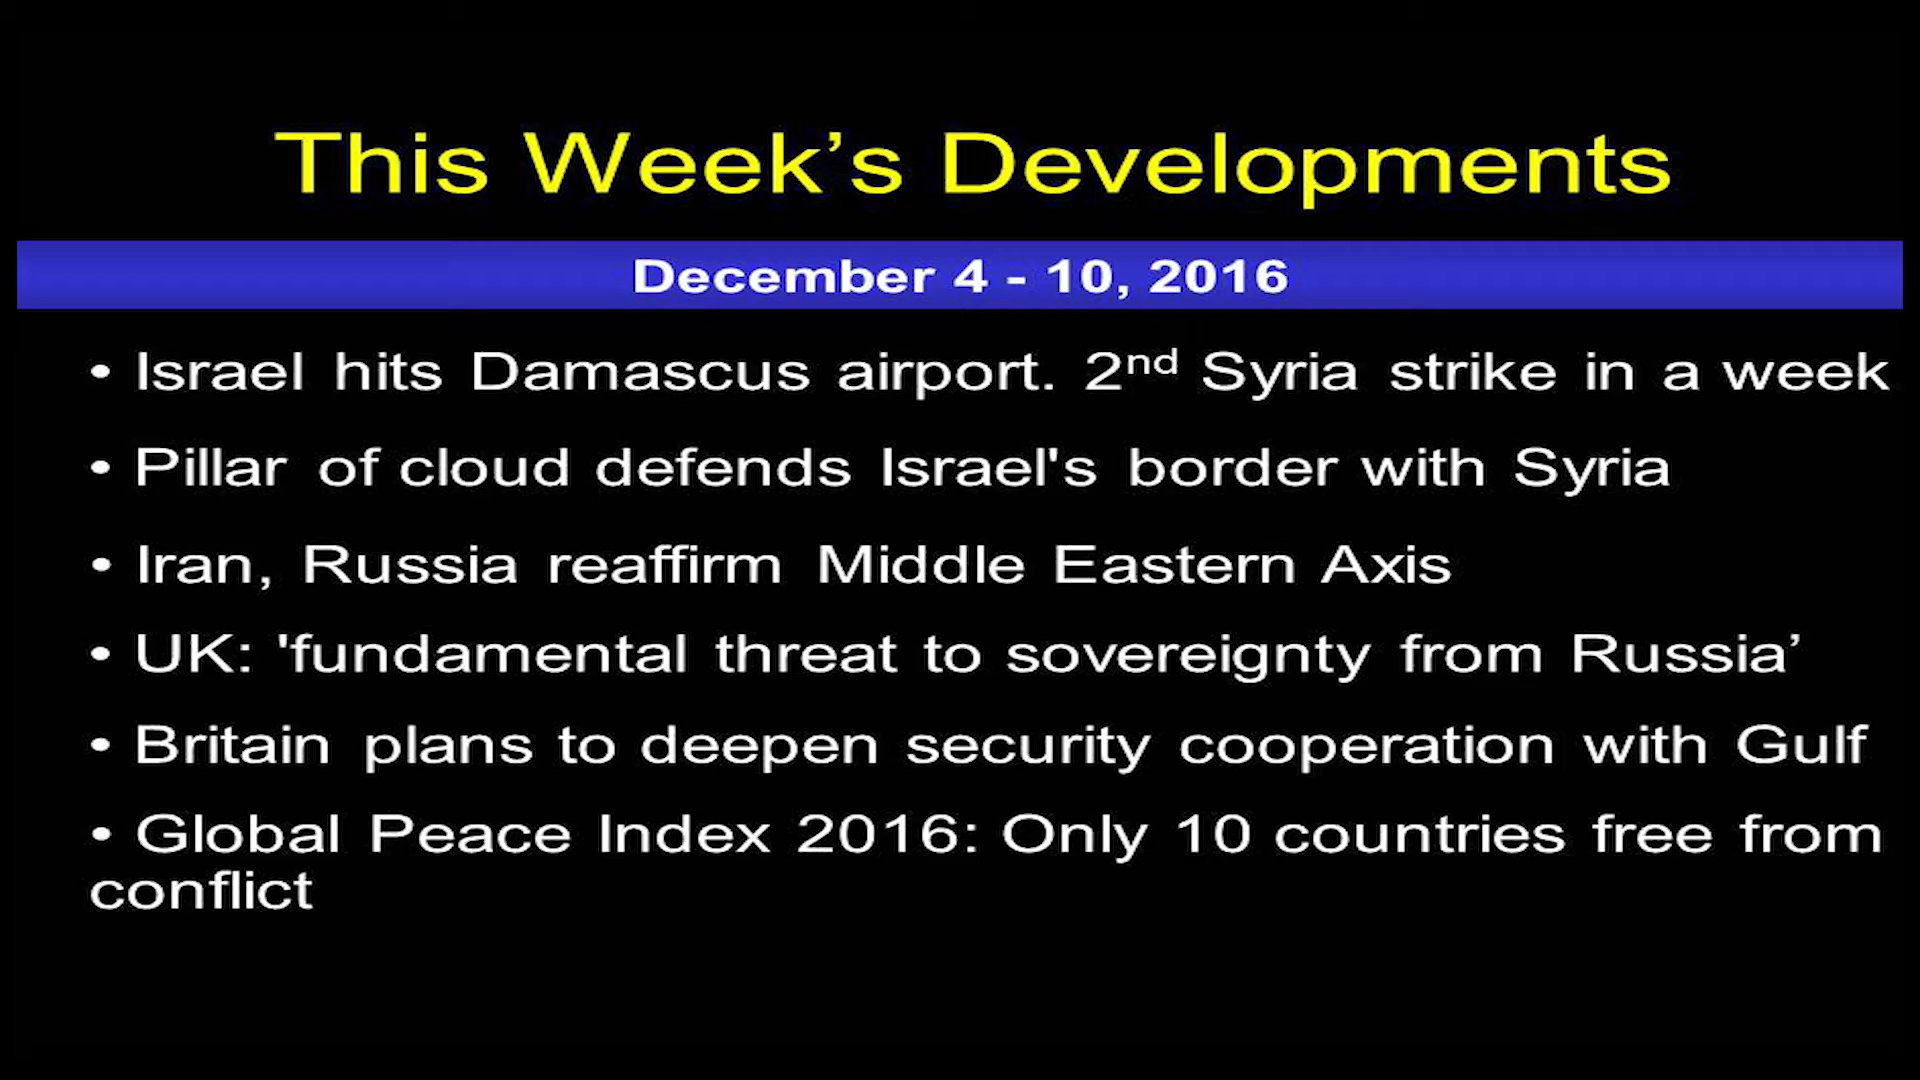 This Week’s Developments
December 4 - 10, 2016
• Israel hits Damascus airport. 2nd Syria strike in a week
• Pillar of cloud defends Israel's border with Syria
• Iran, Russia reaffirm Middle Eastern Axis
• UK: 'fundamental threat to sovereignty from Russia’
• Britain plans to deepen security cooperation with Gulf
• Global Peace Index 2016: Only 10 countries free from
conflict